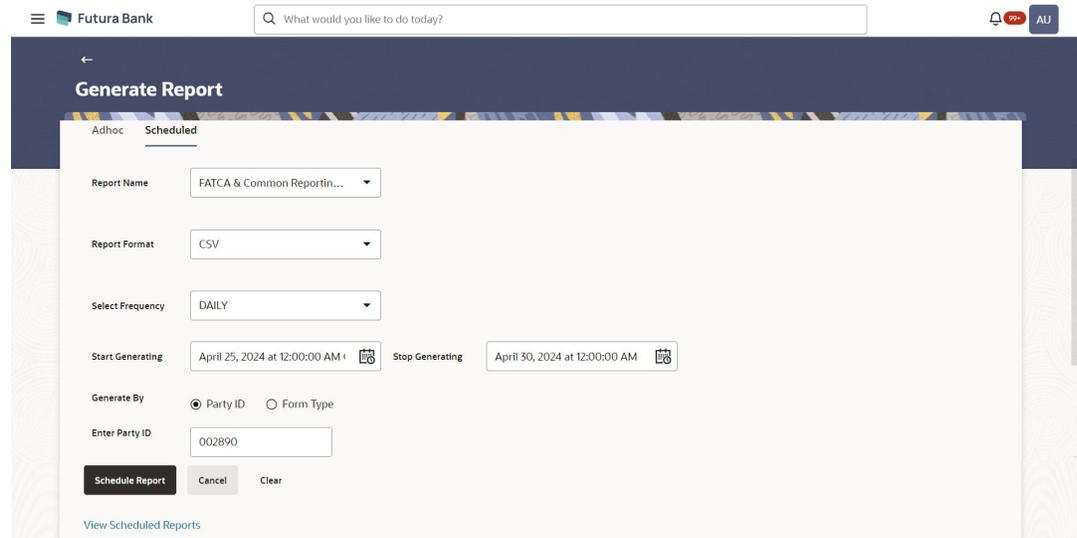 Futura Bank What would you like to do today? 99+ AU
Generate Report
Adhoc Scheduled
Report Name FATCA & Common Reportin...
Report Format CSV
Select Frequency DAILY
Start Generating April 25, 2024 at 12:00:00 AM Stop Generating April 30, 2024 at 12:00:00 AM
Generate By Party ID Form Type
Enter Party ID 002890
Schedule Report Cancel Clear
View Scheduled Reports